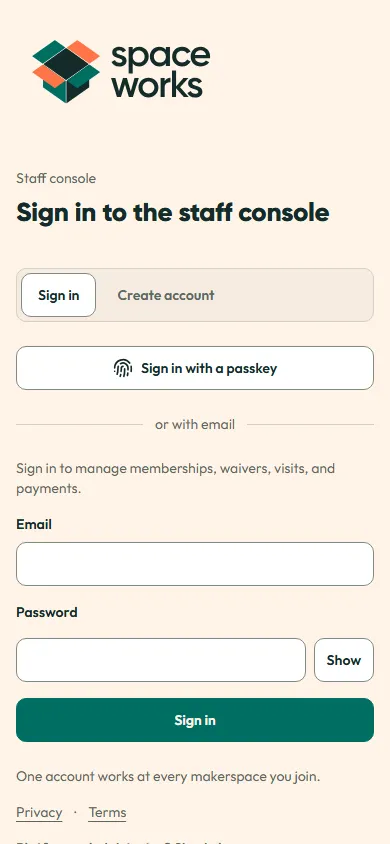 space
works
Staff console
Sign in to the staff console
Sign in
Create account
Sign in with a passkey
or with email
Sign in to manage memberships, waivers, visits, and
payments.
Email
Password
Show
Sign in
One account works at every makerspace you join.
Privacy · Terms